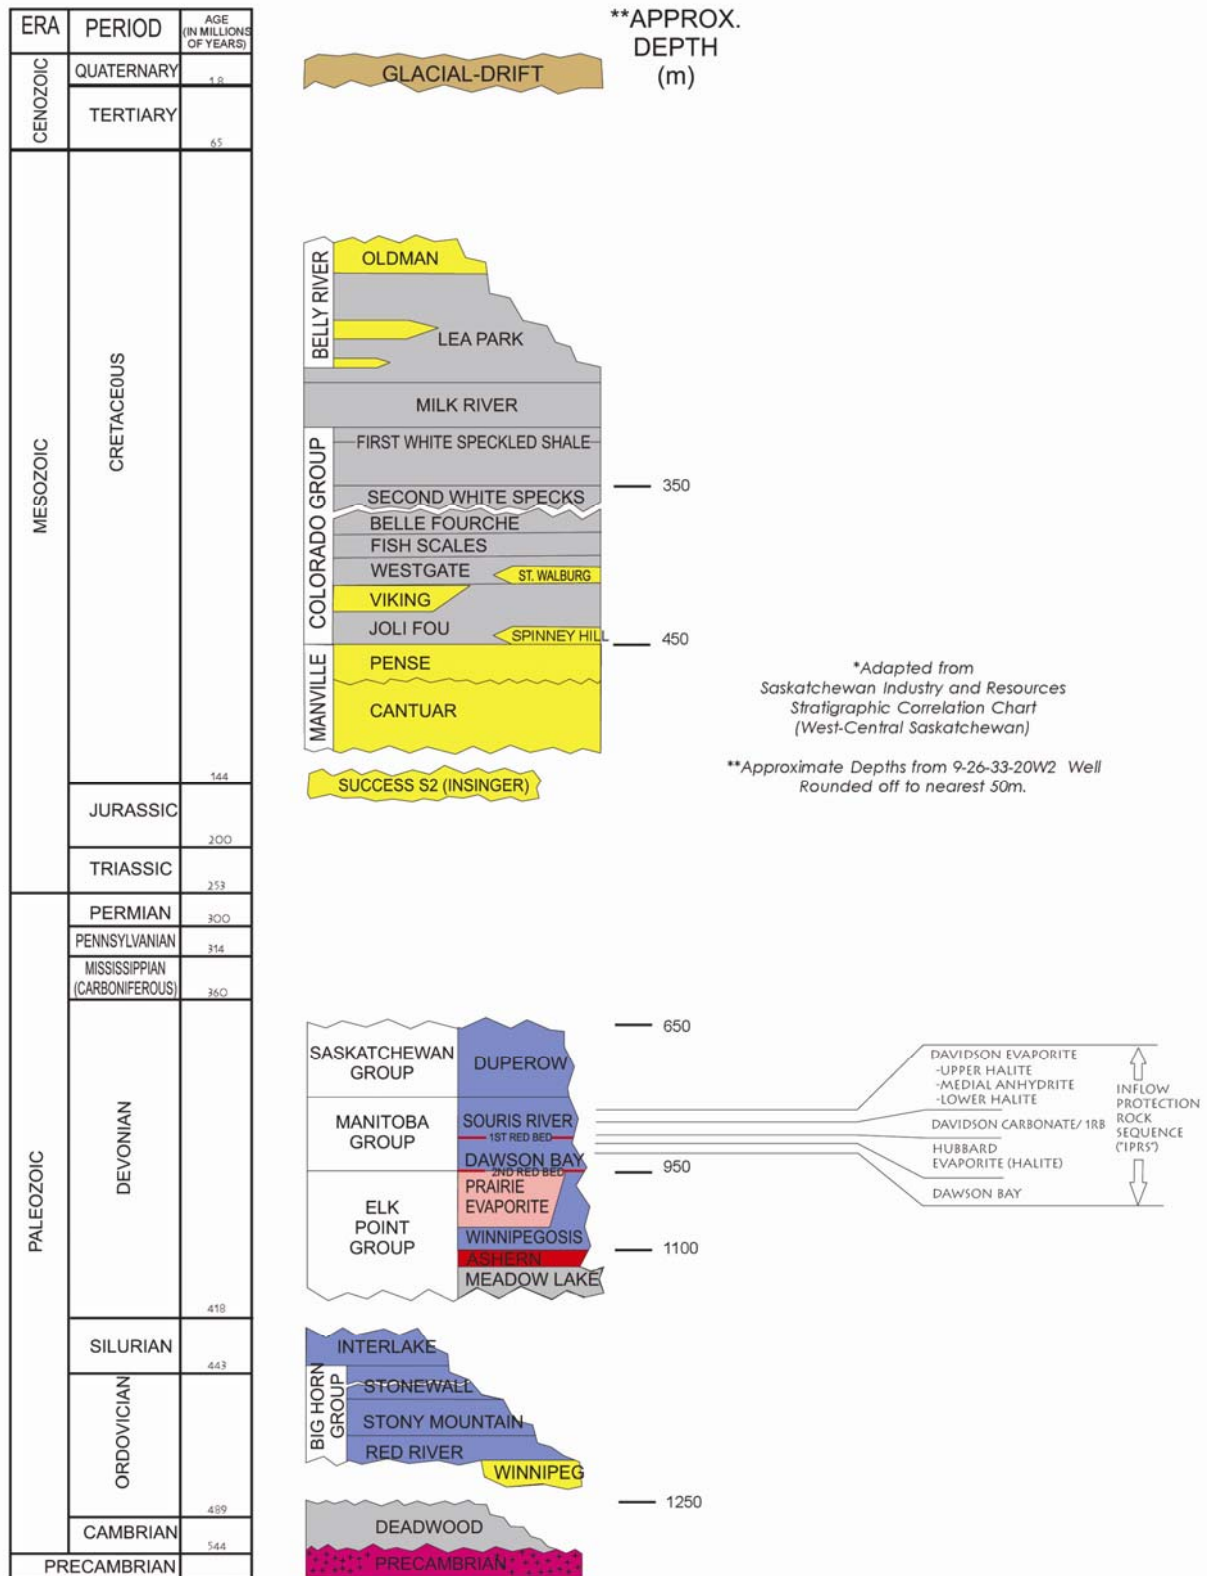 ERA
PERIOD
AGE
(IN MILLIONS
OF YEARS)
**APPROX.
DEPTH
(m)
CENOZOIC
QUATERNARY
1.8
GLACIAL-DRIFT
TERTIARY
65
MESOZOIC
CRETACEOUS
144
BELLY RIVER
OLDMAN
LEA PARK
MILK RIVER
COLORADO GROUP
FIRST WHITE SPECKLED SHALE
350
SECOND WHITE SPECKS
BELLE FOURCHE
FISH SCALES
WESTGATE
ST. WALBURG
VIKING
JOLI FOU
SPINNEY HILL
450
MANVILLE
PENSE
CANTUAR
*Adapted from
Saskatchewan Industry and Resources
Stratigraphic Correlation Chart
(West-Central Saskatchewan)
**Approximate Depths from 9-26-33-20W2 Well
Rounded off to nearest 50m.
SUCCESS S2 (INSINGER)
JURASSIC
200
TRIASSIC
253
PALEOZOIC
PERMIAN
300
PENNSYLVANIAN
314
MISSISSIPPIAN
(CARBONIFEROUS)
360
DEVONIAN
418
650
SASKATCHEWAN
GROUP
DUPEROW
MANITOBA
GROUP
SOURIS RIVER
1ST RED BED
DAWSON BAY
2ND RED BED
950
ELK
POINT
GROUP
PRAIRIE
EVAPORITE
WINNIPEGOSIS
1100
ASHERN
MEADOW LAKE
DAVIDSON EVAPORITE
-UPPER HALITE
-MEDIAL ANHYDRITE
-LOWER HALITE
DAVIDSON CARBONATE/ 1RB
HUBBARD
EVAPORITE (HALITE)
DAWSON BAY
INFLOW
PROTECTION
ROCK
SEQUENCE
("IPRS")
SILURIAN
443
INTERLAKE
ORDOVICIAN
489
BIG HORN
GROUP
STONEWALL
STONY MOUNTAIN
RED RIVER
WINNIPEG
1250
CAMBRIAN
544
DEADWOOD
PRECAMBRIAN
PRECAMBRIAN